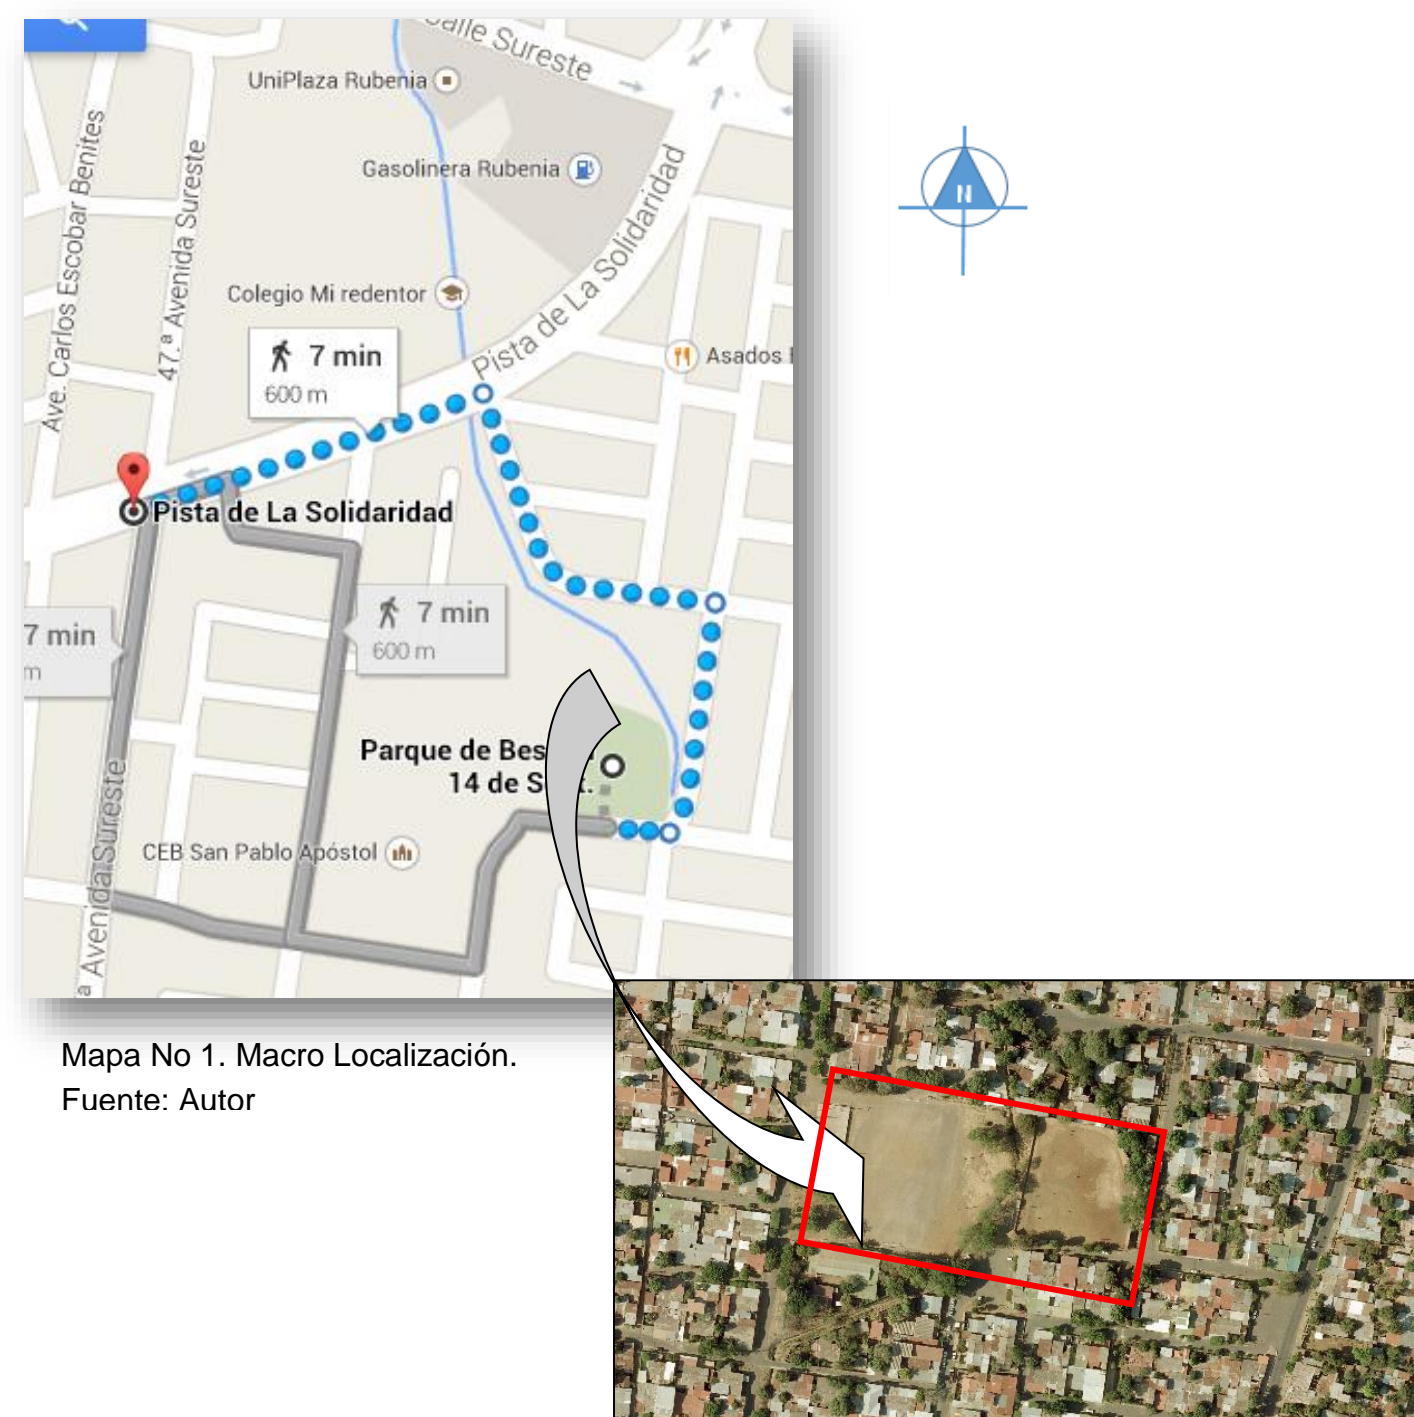 Calle Sureste
UniPlaza Rubenia
Gasolinera Rubenia
Ave. Carlos Escobar Benites
47.ª Avenida Sureste
Pista de La Solidaridad
Colegio Mi redentor
7 min
600 m
Asados
Pista de La Solidaridad
7 min
600 m
7 min
m
Parque de Bes
14 de S
CEB San Pablo Apóstol
ª Avenida Sureste
N
Mapa No 1. Macro Localización.
Fuente: Autor